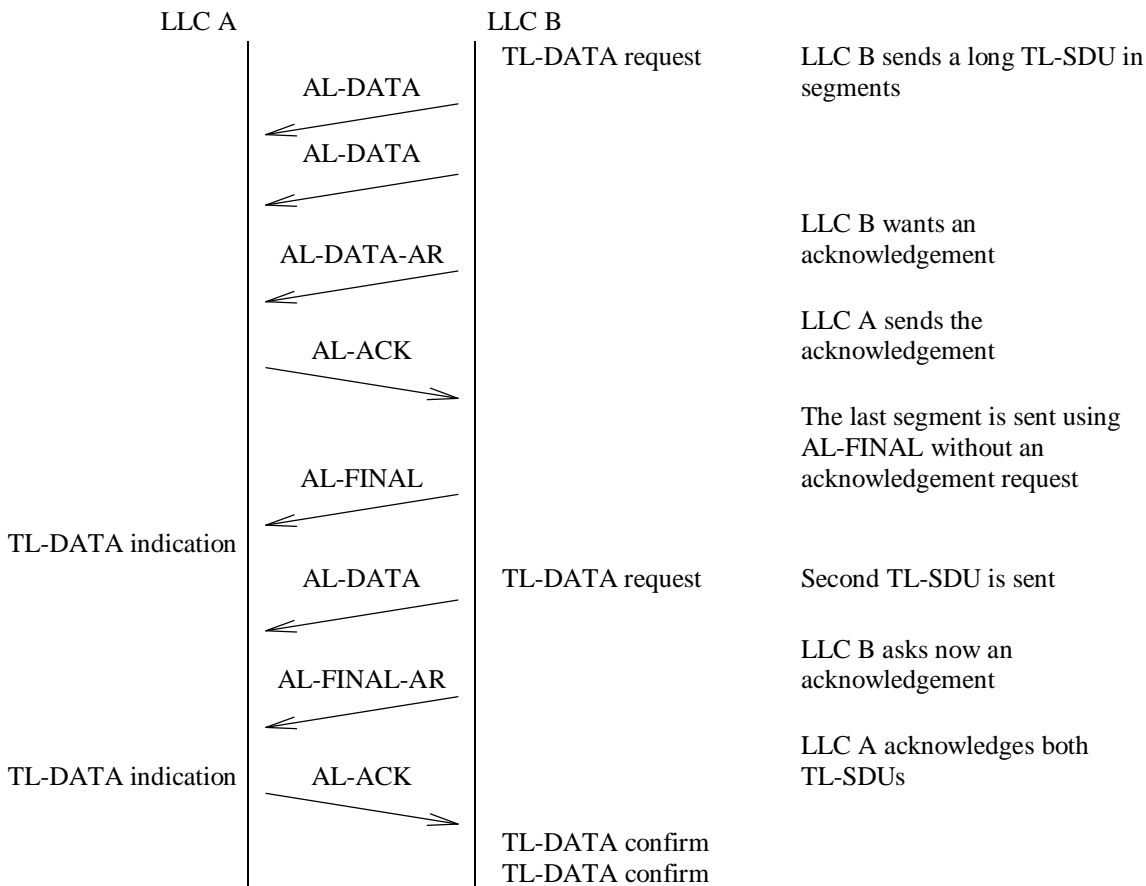 LLC A
LLC B
TL-DATA request
LLC B sends a long TL-SDU in
segments
AL-DATA
AL-DATA
LLC B wants an
acknowledgement
AL-DATA-AR
LLC A sends the
acknowledgement
AL-ACK
The last segment is sent using
AL-FINAL without an
acknowledgement request
AL-FINAL
TL-DATA indication
AL-DATA
TL-DATA request
Second TL-SDU is sent
LLC B asks now an
acknowledgement
AL-FINAL-AR
LLC A acknowledges both
TL-SDUs
TL-DATA indication
AL-ACK
TL-DATA confirm
TL-DATA confirm